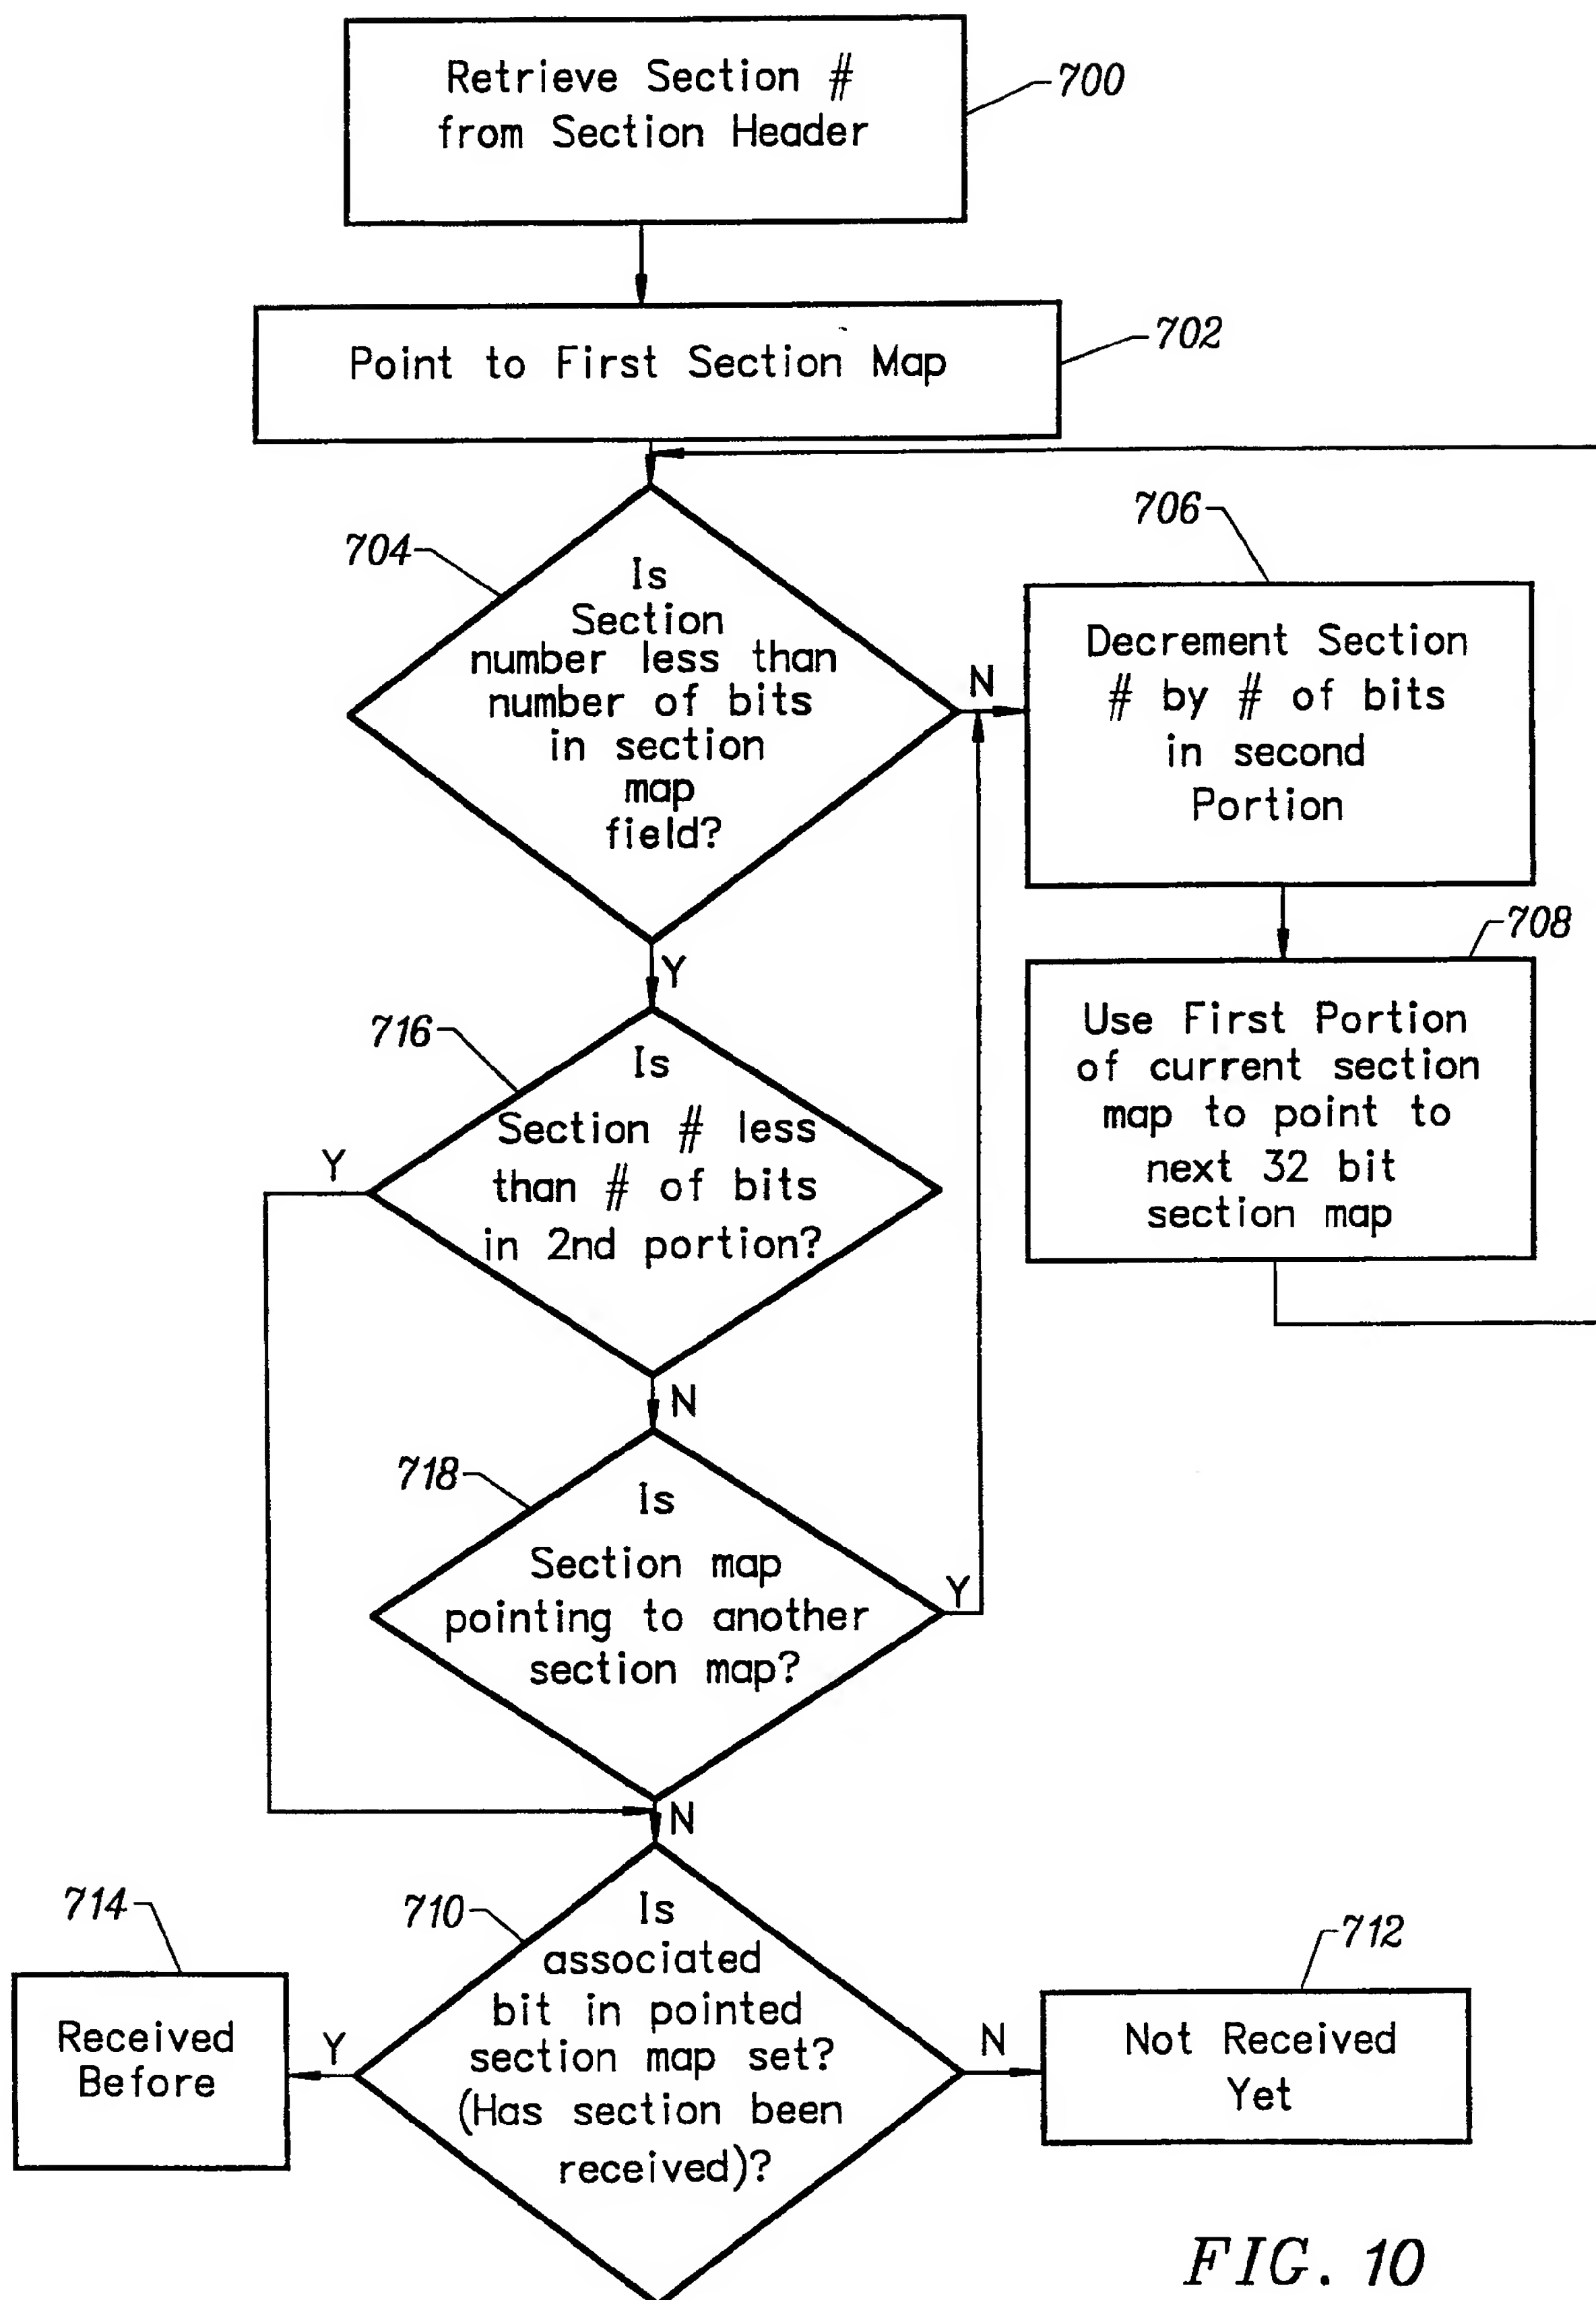 Retrieve Section #
from Section Header
700
Point to First Section Map
702
704
Is
Section
number less than
number of bits
in section
map
field?
N
706
Decrement Section
# by # of bits
in second
Portion
Y
708
Use First Portion
of current section
map to point to
next 32 bit
section map
716
Is
Section # less
than # of bits
in 2nd portion?
Y
N
718
Is
Section map
pointing to another
section map?
Y
N
710
Is
associated
bit in pointed
section map set?
(Has section been
received)?
714
Received
Before
Y
N
712
Not Received
Yet
FIG. 10